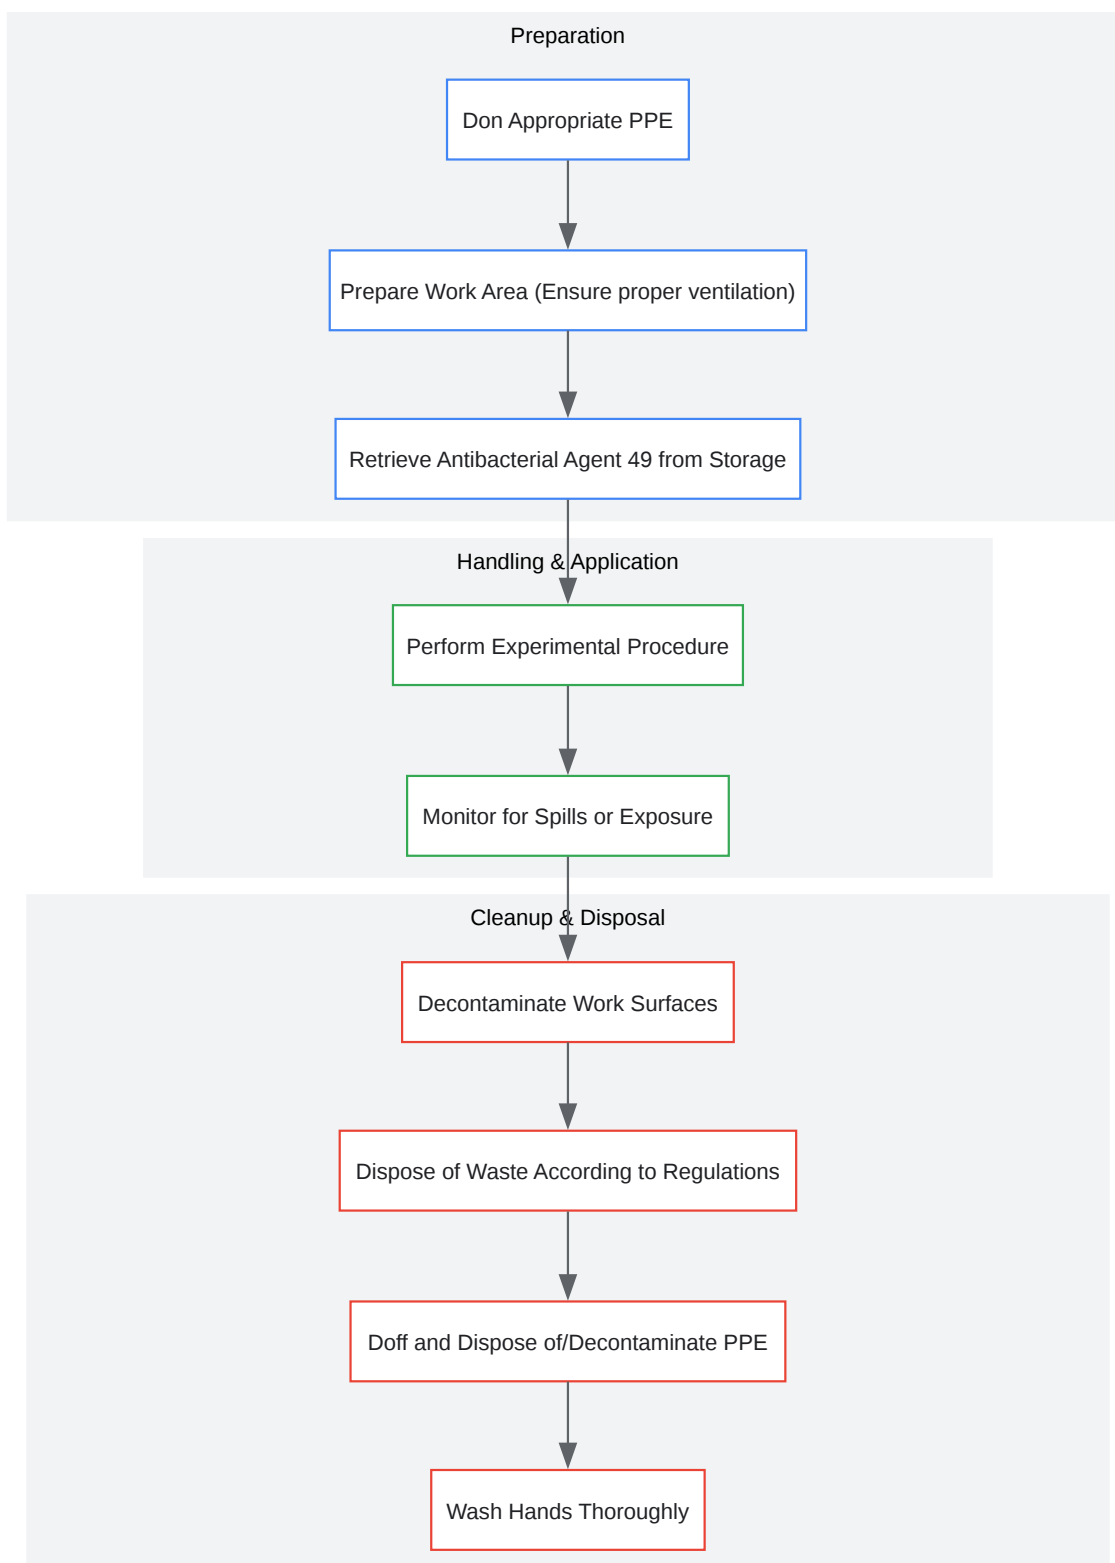 Preparation
Don Appropriate PPE
Prepare Work Area (Ensure proper ventilation)
Retrieve Antibacterial Agent 49 from Storage
Handling & Application
Perform Experimental Procedure
Monitor for Spills or Exposure
Cleanup & Disposal
Decontaminate Work Surfaces
Dispose of Waste According to Regulations
Doff and Dispose of/Decontaminate PPE
Wash Hands Thoroughly